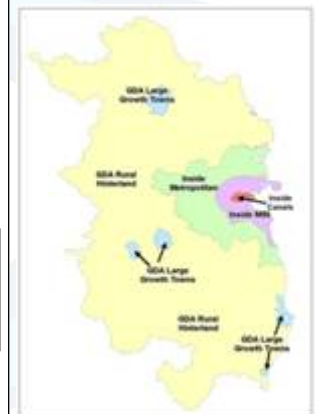 GDA Large
Growth Towns
Inside
Metropolitan
GDA Rural
Hinterland
Inside
Canals
Inside M50
GDA Large
Growth Towns
GDA Rural
Hinterland
GDA Large
Growth Towns